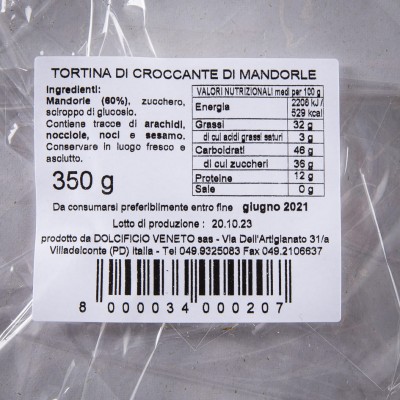 TORTINA DI CROCCANTE DI MANDORLE
Ingredienti:
Mandorle (60%), zucchero,
sciroppo di glucosio.
Contiene tracce di arachidi,
nocciole, noci e sesamo.
Conservare in luogo fresco e
asciutto.
350 g
VALORI NUTRIZIONALI medi per 100 g
Energia 2208 kJ /
529 kcal
Grassi 32 g
di cui acidi grassi saturi 3 g
Carboidrati 46 g
di cui zuccheri 36 g
Proteine 12 g
Sale 0 g
Da consumarsi preferibilmente entro fine giugno 2021
Lotto di produzione : 20.10.23
prodotto da DOLCIFICIO VENETO sas - Via Dell'Artigianato 31/a
Villadelconte (PD) Italia - Tel 049.9325083 Fax 049.2106637
8 000034 000207